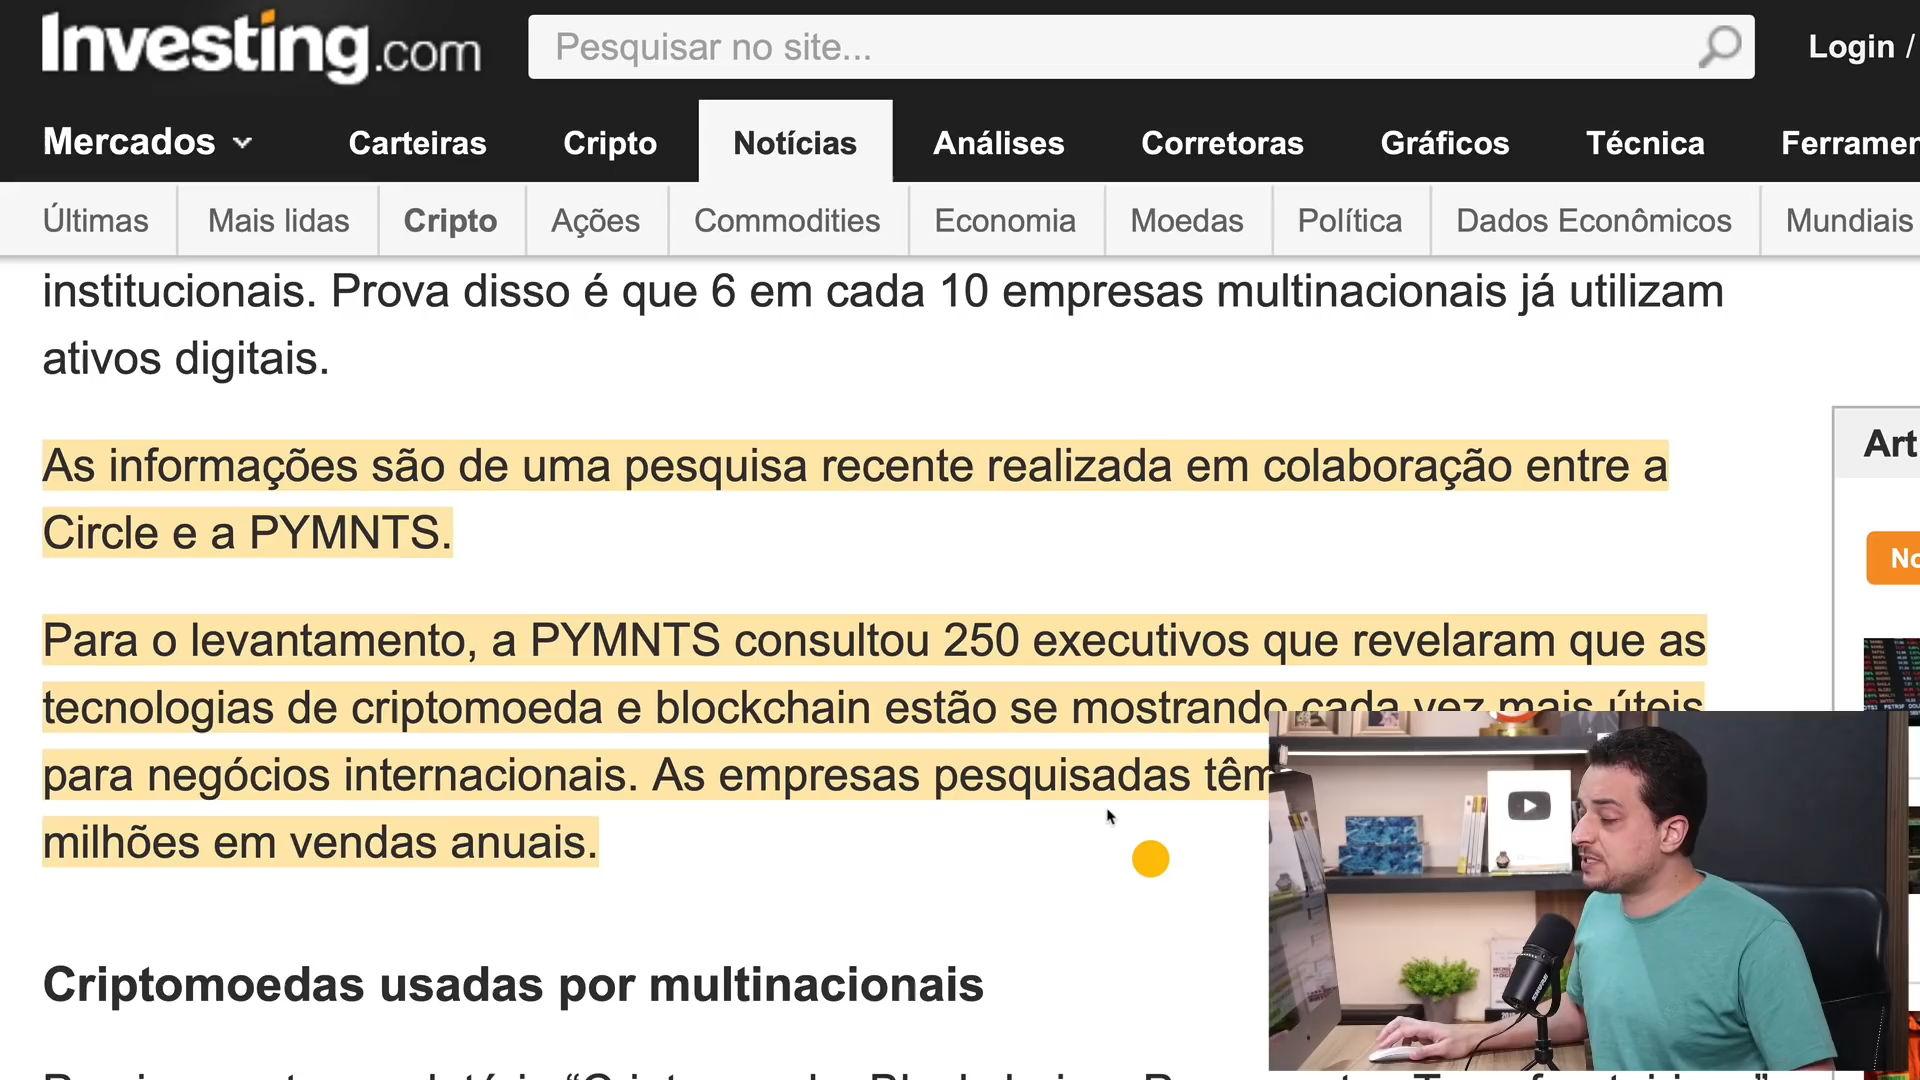 Investing.com
Pesquisar no site...
Login /
Mercados
Carteiras
Cripto
Notícias
Análises
Corretoras
Gráficos
Técnica
Ferramen
Últimas
Mais lidas
Cripto
Ações
Commodities
Economia
Moedas
Política
Dados Econômicos
Mundiais
institucionais. Prova disso é que 6 em cada 10 empresas multinacionais já utilizam
ativos digitais.
Art
As informações são de uma pesquisa recente realizada em colaboração entre a
Circle e a PYMNTS.
No
Para o levantamento, a PYMNTS consultou 250 executivos que revelaram que as
tecnologias de criptomoeda e blockchain estão se mostrando cada vez mais úteis
para negócios internacionais. As empresas pesquisadas têm
milhões em vendas anuais.
Criptomoedas usadas por multinacionais
SHURE